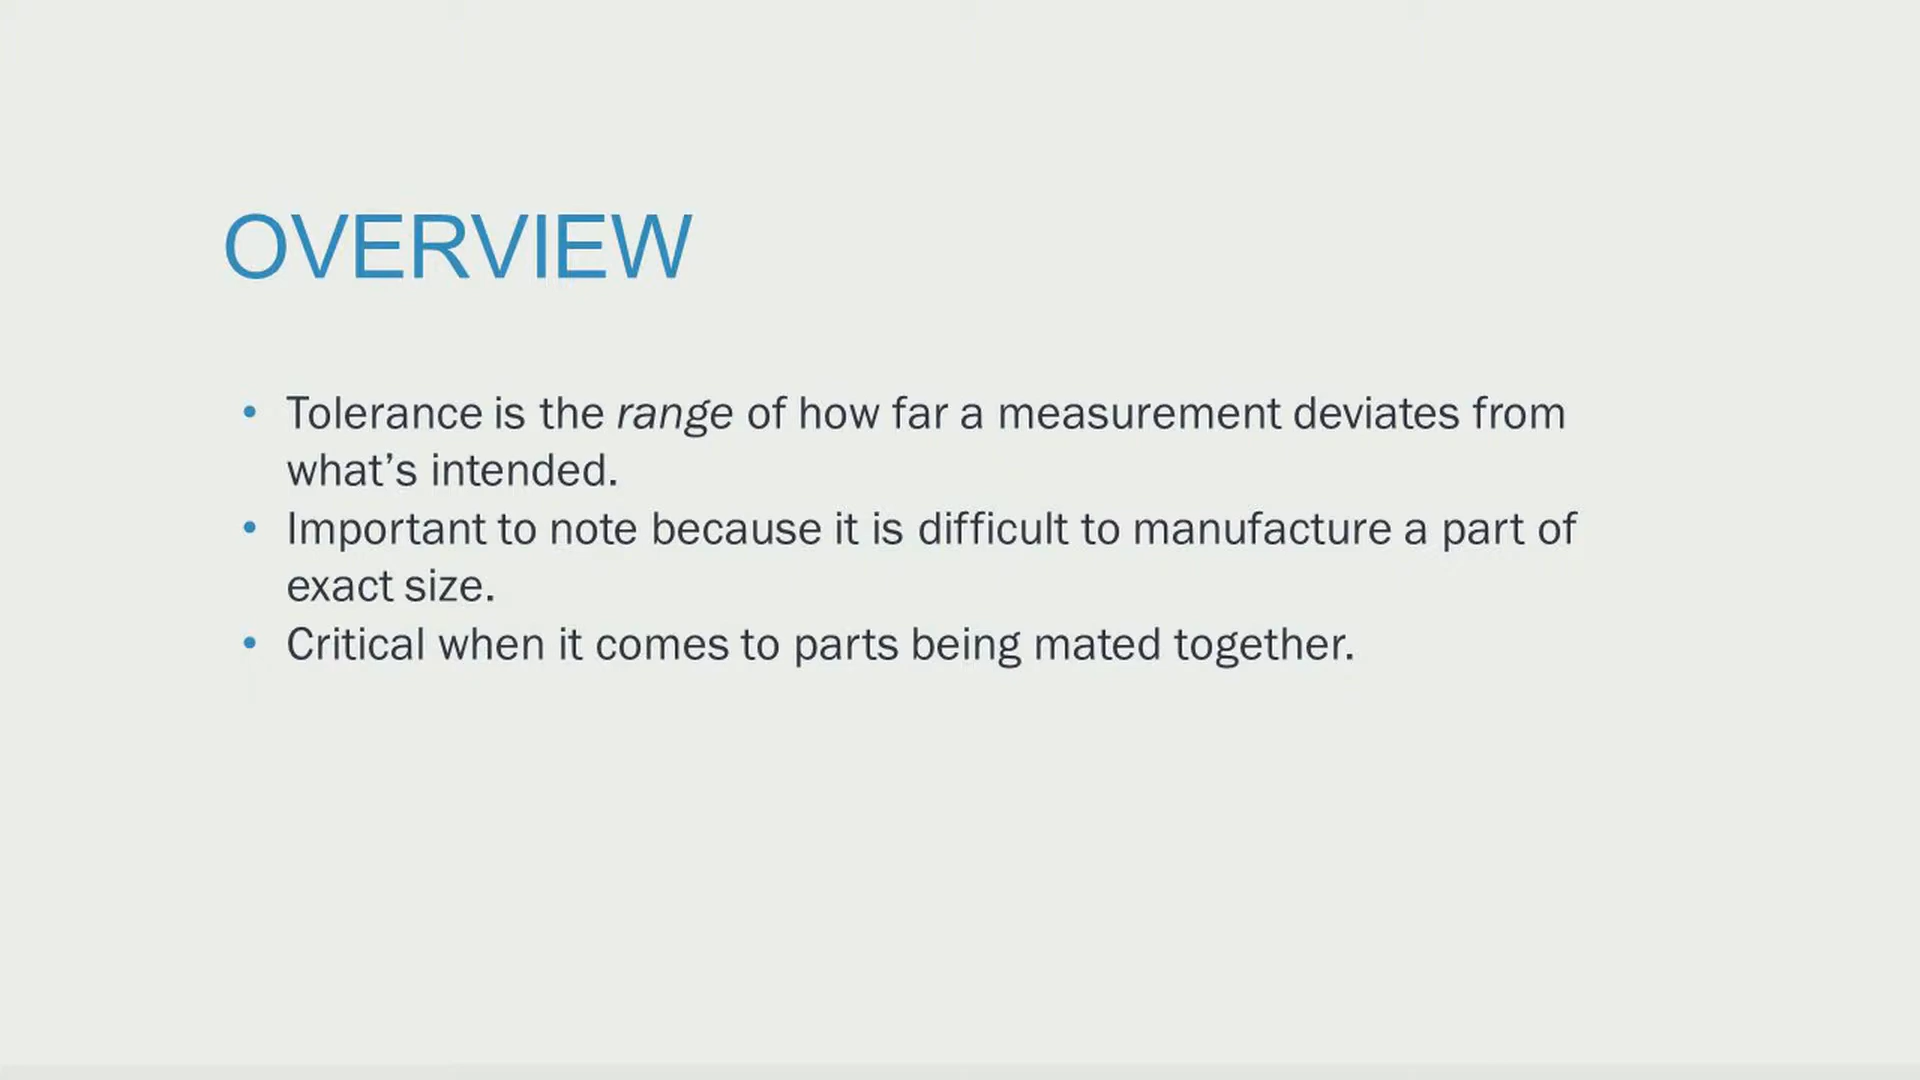 OVERVIEW
• Tolerance is the range of how far a measurement deviates from
what’s intended.
• Important to note because it is difficult to manufacture a part of
exact size.
• Critical when it comes to parts being mated together.